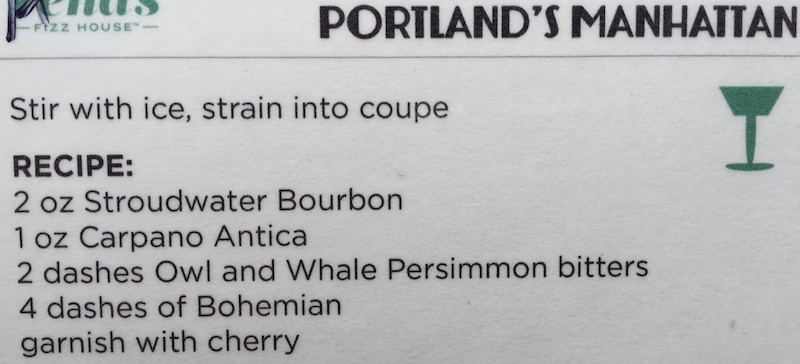 FIZZ HOUSE™
PORTLAND'S MANHATTAN
Stir with ice, strain into coupe
RECIPE:
2 oz Stroudwater Bourbon
1 oz Carpano Antica
2 dashes Owl and Whale Persimmon bitters
4 dashes of Bohemian
garnish with cherry